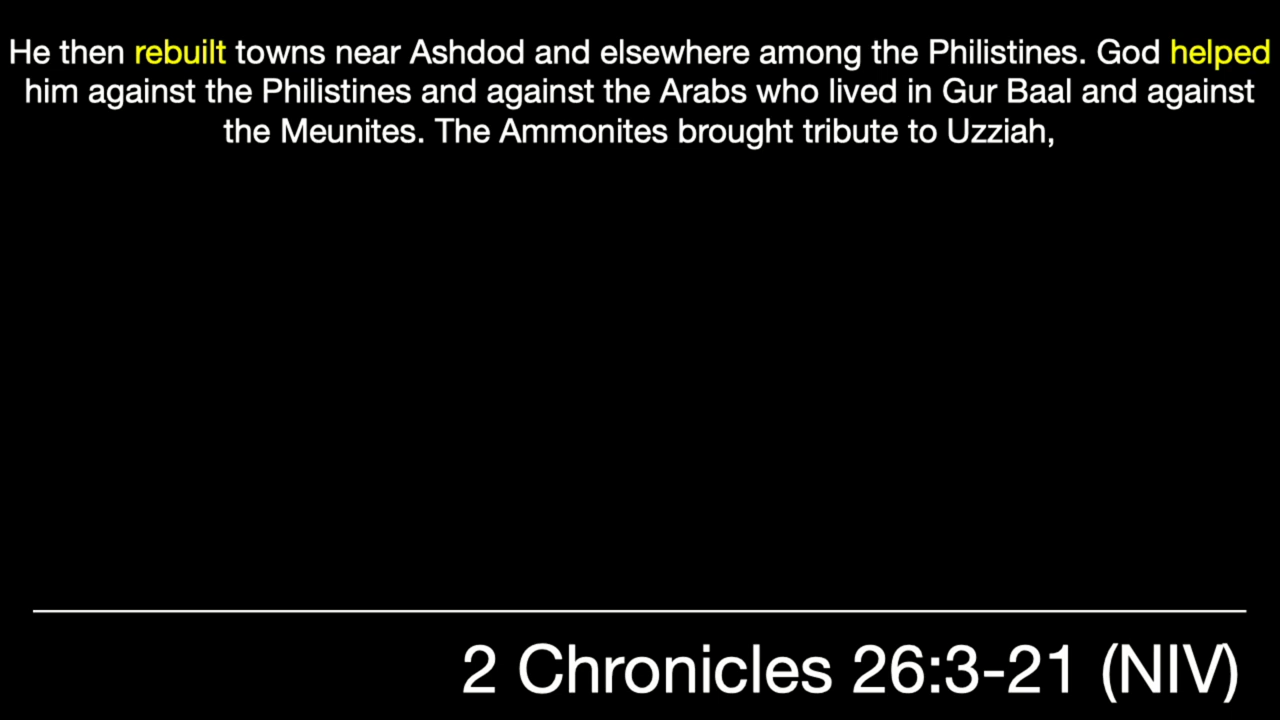 He then rebuilt towns near Ashdod and elsewhere among the Philistines. God helped
him against the Philistines and against the Arabs who lived in Gur Baal and against
the Meunites. The Ammonites brought tribute to Uzziah,
2 Chronicles 26:3-21 (NIV)